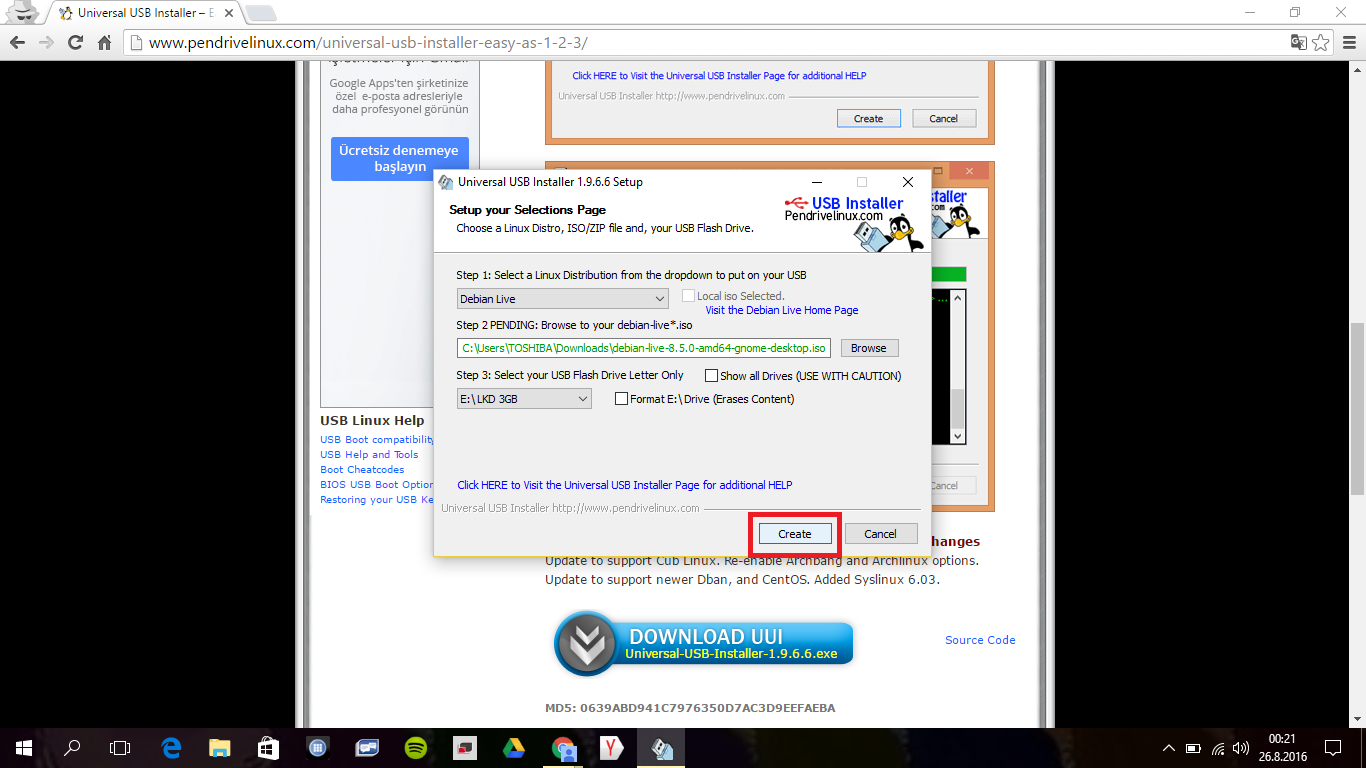 Universal USB Installer – E
www.pendrivelinux.com/universal-usb-installer-easy-as-1-2-3/
Google Apps'ten şirketinize
özel e-posta adresleriyle
daha profesyonel görünün
Ücretsiz denemeye
başlayın
USB Linux Help
USB Boot compatibility
USB Help and Tools
Boot Cheatcodes
BIOS USB Boot Option
Restoring your USB Ke
Click HERE to Visit the Universal USB Installer Page for additional HELP
Universal USB Installer http://www.pendrivelinux.com
Create Cancel
Universal USB Installer 1.9.6.6 Setup
Setup your Selections Page
Choose a Linux Distro, ISO/ZIP file and, your USB Flash Drive.
USB Installer
Pendrivelinux.com
Step 1: Select a Linux Distribution from the dropdown to put on your USB
Debian Live
Local iso Selected.
Visit the Debian Live Home Page
Step 2 PENDING: Browse to your debian-live*.iso
C:\Users\TOSHIBA\Downloads\debian-live-8.5.0-amd64-gnome-desktop.iso Browse
Step 3: Select your USB Flash Drive Letter Only Show all Drives (USE WITH CAUTION)
E:\LKD 3GB Format E:\Drive (Erases Content)
Click HERE to Visit the Universal USB Installer Page for additional HELP
Universal USB Installer http://www.pendrivelinux.com
Create Cancel
staller
com
Cancel
hanges
Update to support Cub Linux. Re-enable Archbang and Archlinux options.
Update to support newer Dban, and CentOS. Added Syslinux 6.03.
DOWNLOAD UUI
Universal-USB-Installer-1.9.6.6.exe
Source Code
MD5: 0639ABD941C7976350D7AC3D9EEFAEBA
00:21
26.8.2016